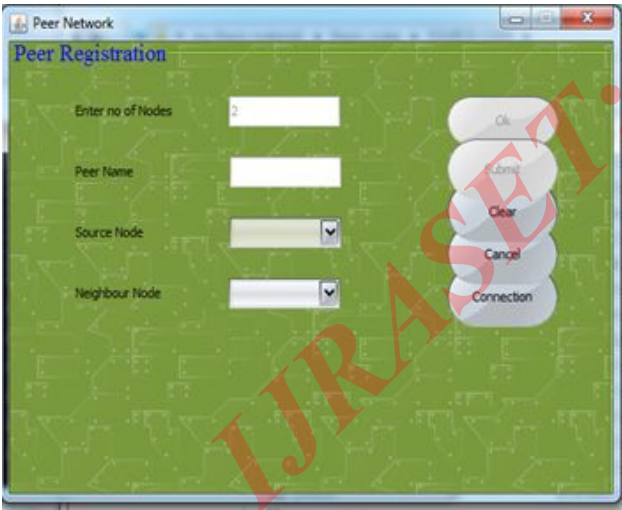 Peer Network
Peer Registration
Enter no of Nodes
2
Ok
Peer Name
Submit
Source Node
Clear
Cancel
Neighbour Node
Connection
IJRASET.